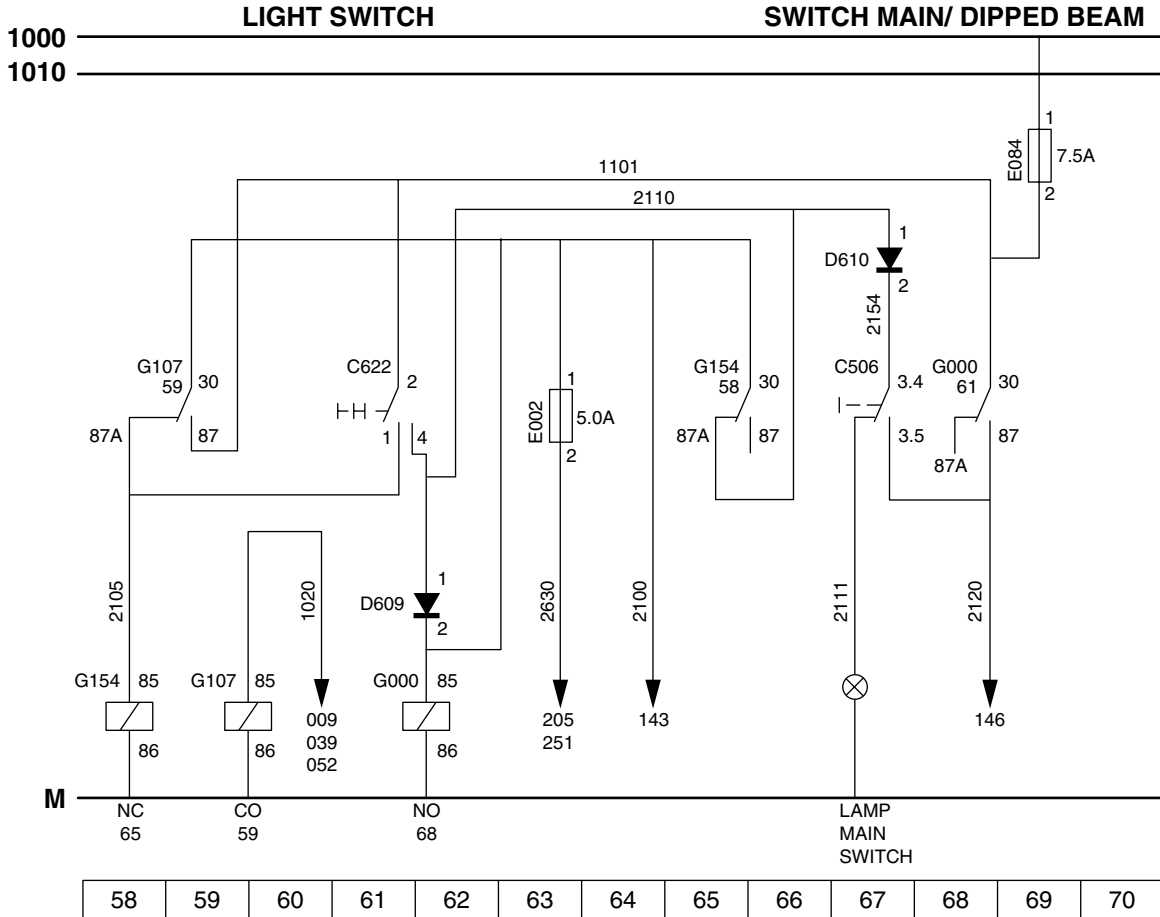 LIGHT SWITCH
SWITCH MAIN/ DIPPED BEAM
1000
1010
1
E084
7.5A
2
1101
2110
1
D610
2
2154
G107
59
30
87A
87
C622
2
1
4
1
E002
5.0A
2
G154
58
30
87A
87
C506
3.4
3.5
G000
61
30
87A
87
2105
1020
D609
1
2
2630
2100
2111
2120
G154
85
86
G107
85
86
009
039
052
G000
85
86
205
251
143
146
M
NC
65
CO
59
NO
68
LAMP
MAIN
SWITCH
58 59 60 61 62 63 64 65 66 67 68 69 70